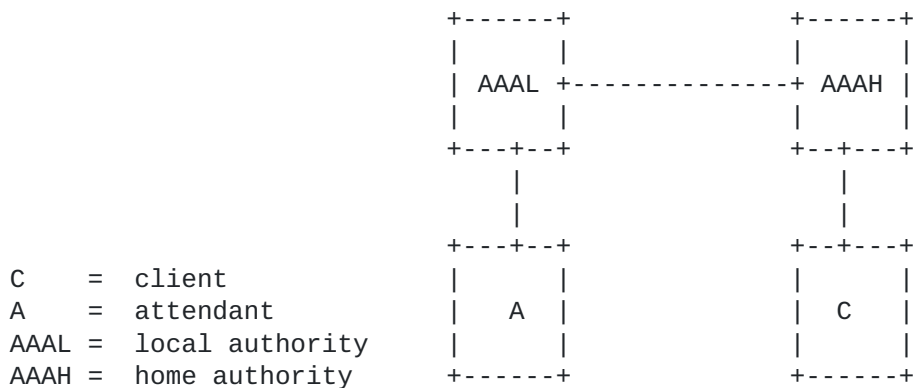 AAAL AAAH
A C
C = client
A = attendant
AAAL = local authority
AAAH = home authority